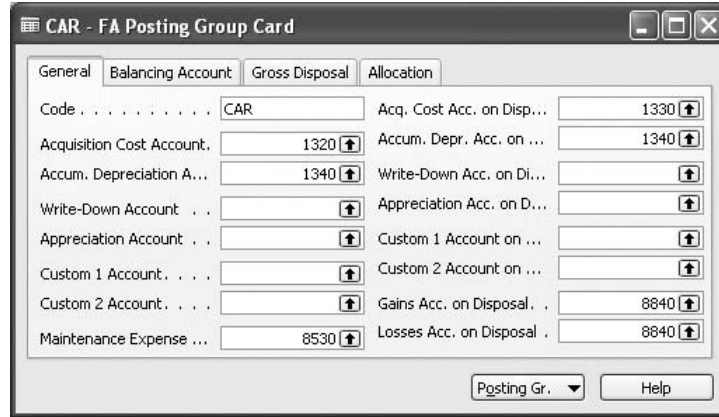 CAR - FA Posting Group Card
General Balancing Account Gross Disposal Allocation
Code . . . . . . . . . . CAR
Acquisition Cost Account. 1320
Accum. Depreciation A... 1340
Write-Down Account . .
Appreciation Account . .
Custom 1 Account. . . .
Custom 2 Account. . . .
Maintenance Expense ... 8530
Acq. Cost Acc. on Disp... 1330
Accum. Depr. Acc. on ... 1340
Write-Down Acc. on Di...
Appreciation Acc. on D...
Custom 1 Account on ...
Custom 2 Account on ...
Gains Acc. on Disposal. . 8840
Losses Acc. on Disposal . 8840
Posting Gr. Help